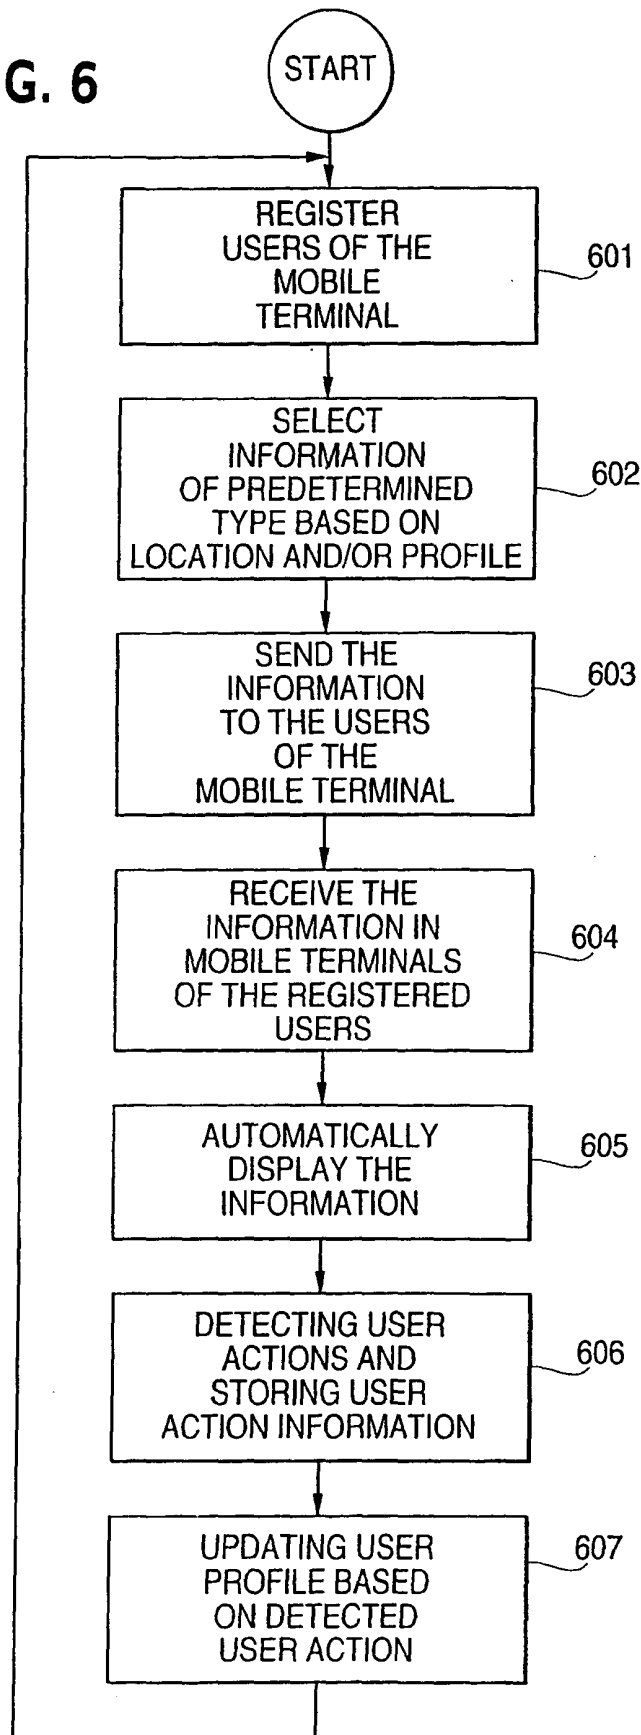 G. 6
START
REGISTER
USERS OF THE
MOBILE
TERMINAL
601
SELECT
INFORMATION
OF PREDETERMINED
TYPE BASED ON
LOCATION AND/OR PROFILE
602
SEND THE
INFORMATION
TO THE USERS
OF THE
MOBILE TERMINAL
603
RECEIVE THE
INFORMATION IN
MOBILE TERMINALS
OF THE REGISTERED
USERS
604
AUTOMATICALLY
DISPLAY THE
INFORMATION
605
DETECTING USER
ACTIONS AND
STORING USER
ACTION INFORMATION
606
UPDATING USER
PROFILE BASED
ON DETECTED
USER ACTION
607